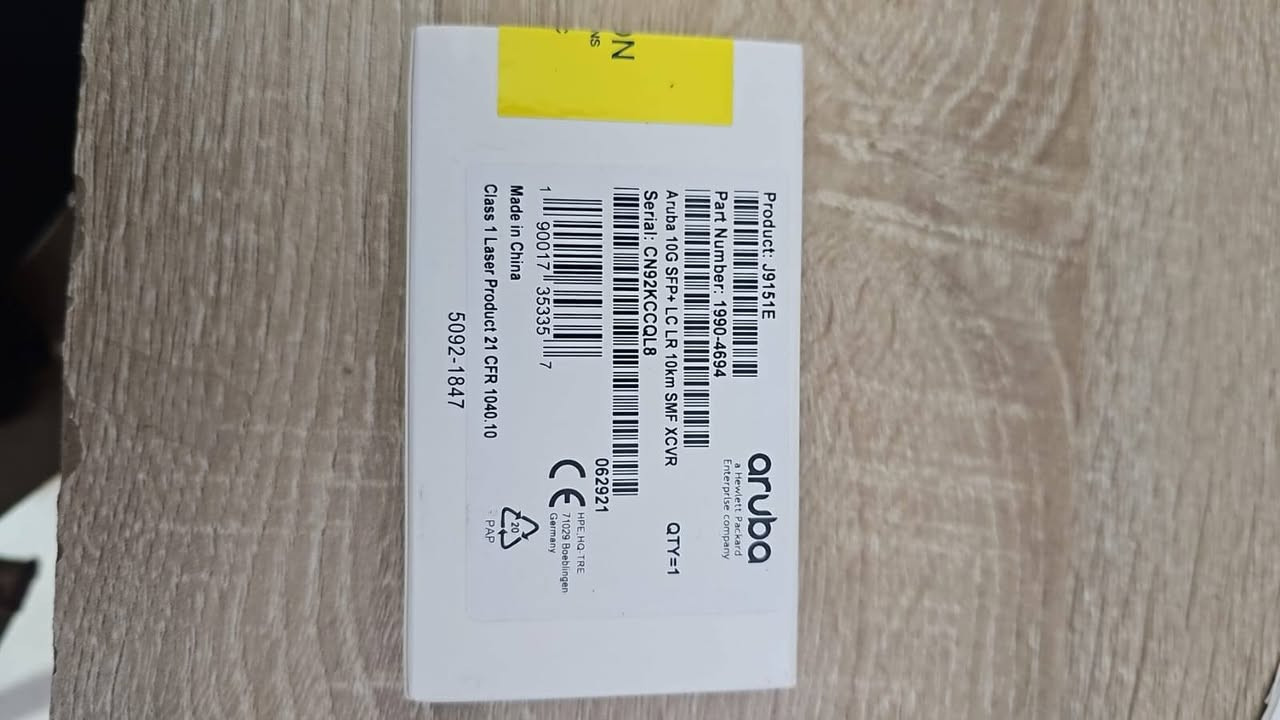 ON
NS
Product: J9151E
aruba
a Hewlett Packard
Enterprise company
Part Number: 1990-4694
Aruba 10G SFP+ LC LR 10km SMF XCVR QTY=1
Serial: CN92KCCQL8
062921
1 90017 35335 7
HPE,HQ-TRE
71029 Boeblingen
Germany
CE
Made in China
20
PAP
Class 1 Laser Product 21 CFR 1040.10
5092-1847